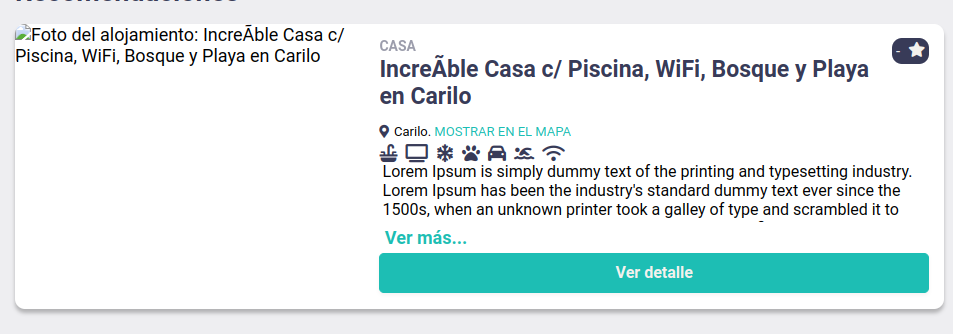 Foto del alojamiento: IncreÃble Casa c/
Piscina, WiFi, Bosque y Playa en Carilo
CASA
IncreÃble Casa c/ Piscina, WiFi, Bosque y Playa
en Carilo
-
Carilo. MOSTRAR EN EL MAPA
Lorem Ipsum is simply dummy text of the printing and typesetting industry.
Lorem Ipsum has been the industry's standard dummy text ever since the
1500s, when an unknown printer took a galley of type and scrambled it to
Ver más...
Ver detalle